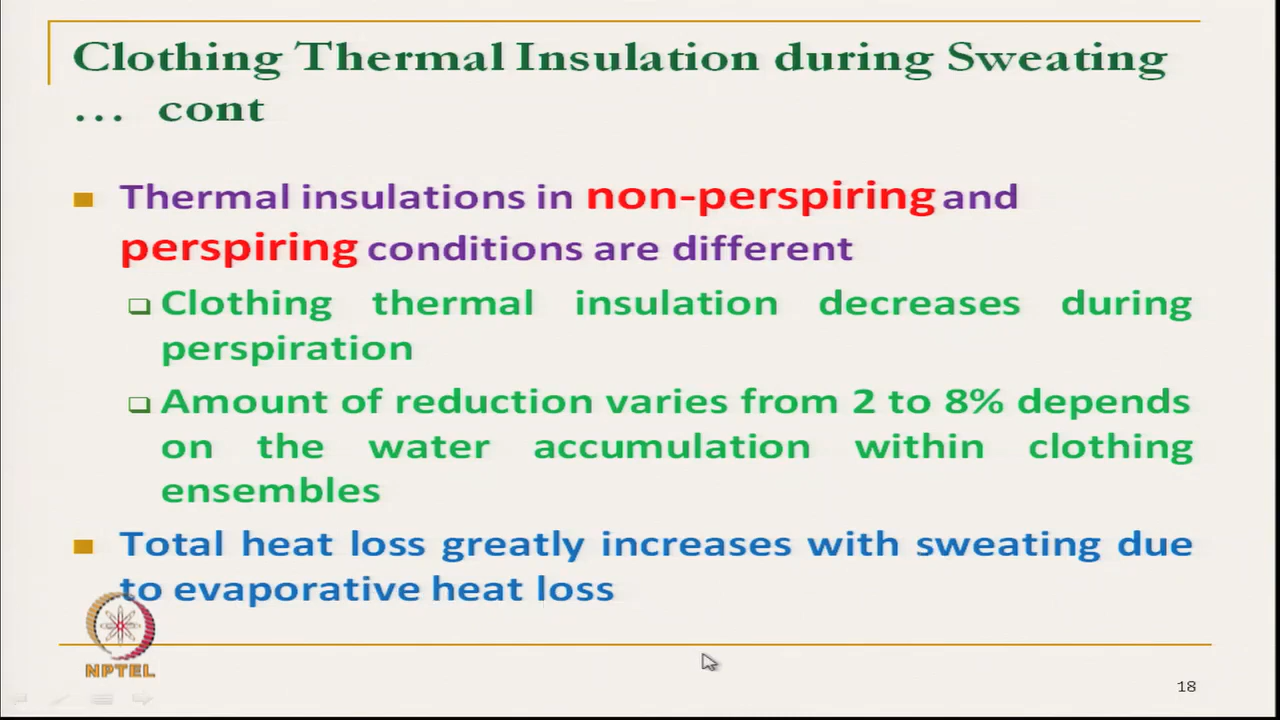 Clothing Thermal Insulation during Sweating
... cont
Thermal insulations in non-perspiring and
perspiring conditions are different
Clothing thermal insulation decreases during
perspiration
Amount of reduction varies from 2 to 8% depends
on the water accumulation within clothing
ensembles
Total heat loss greatly increases with sweating due
to evaporative heat loss
NPTEL
18